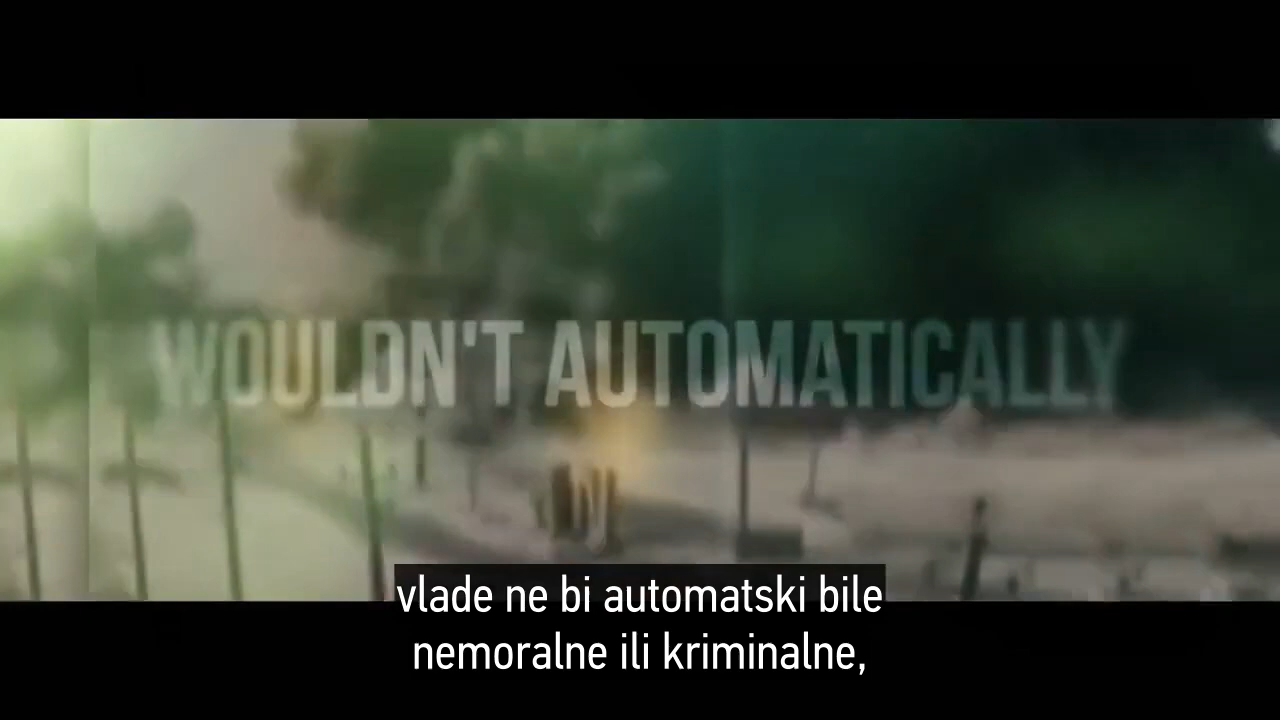 WOULDN'T AUTOMATICALLY
vlade ne bi automatski bile
nemoralne ili kriminalne,